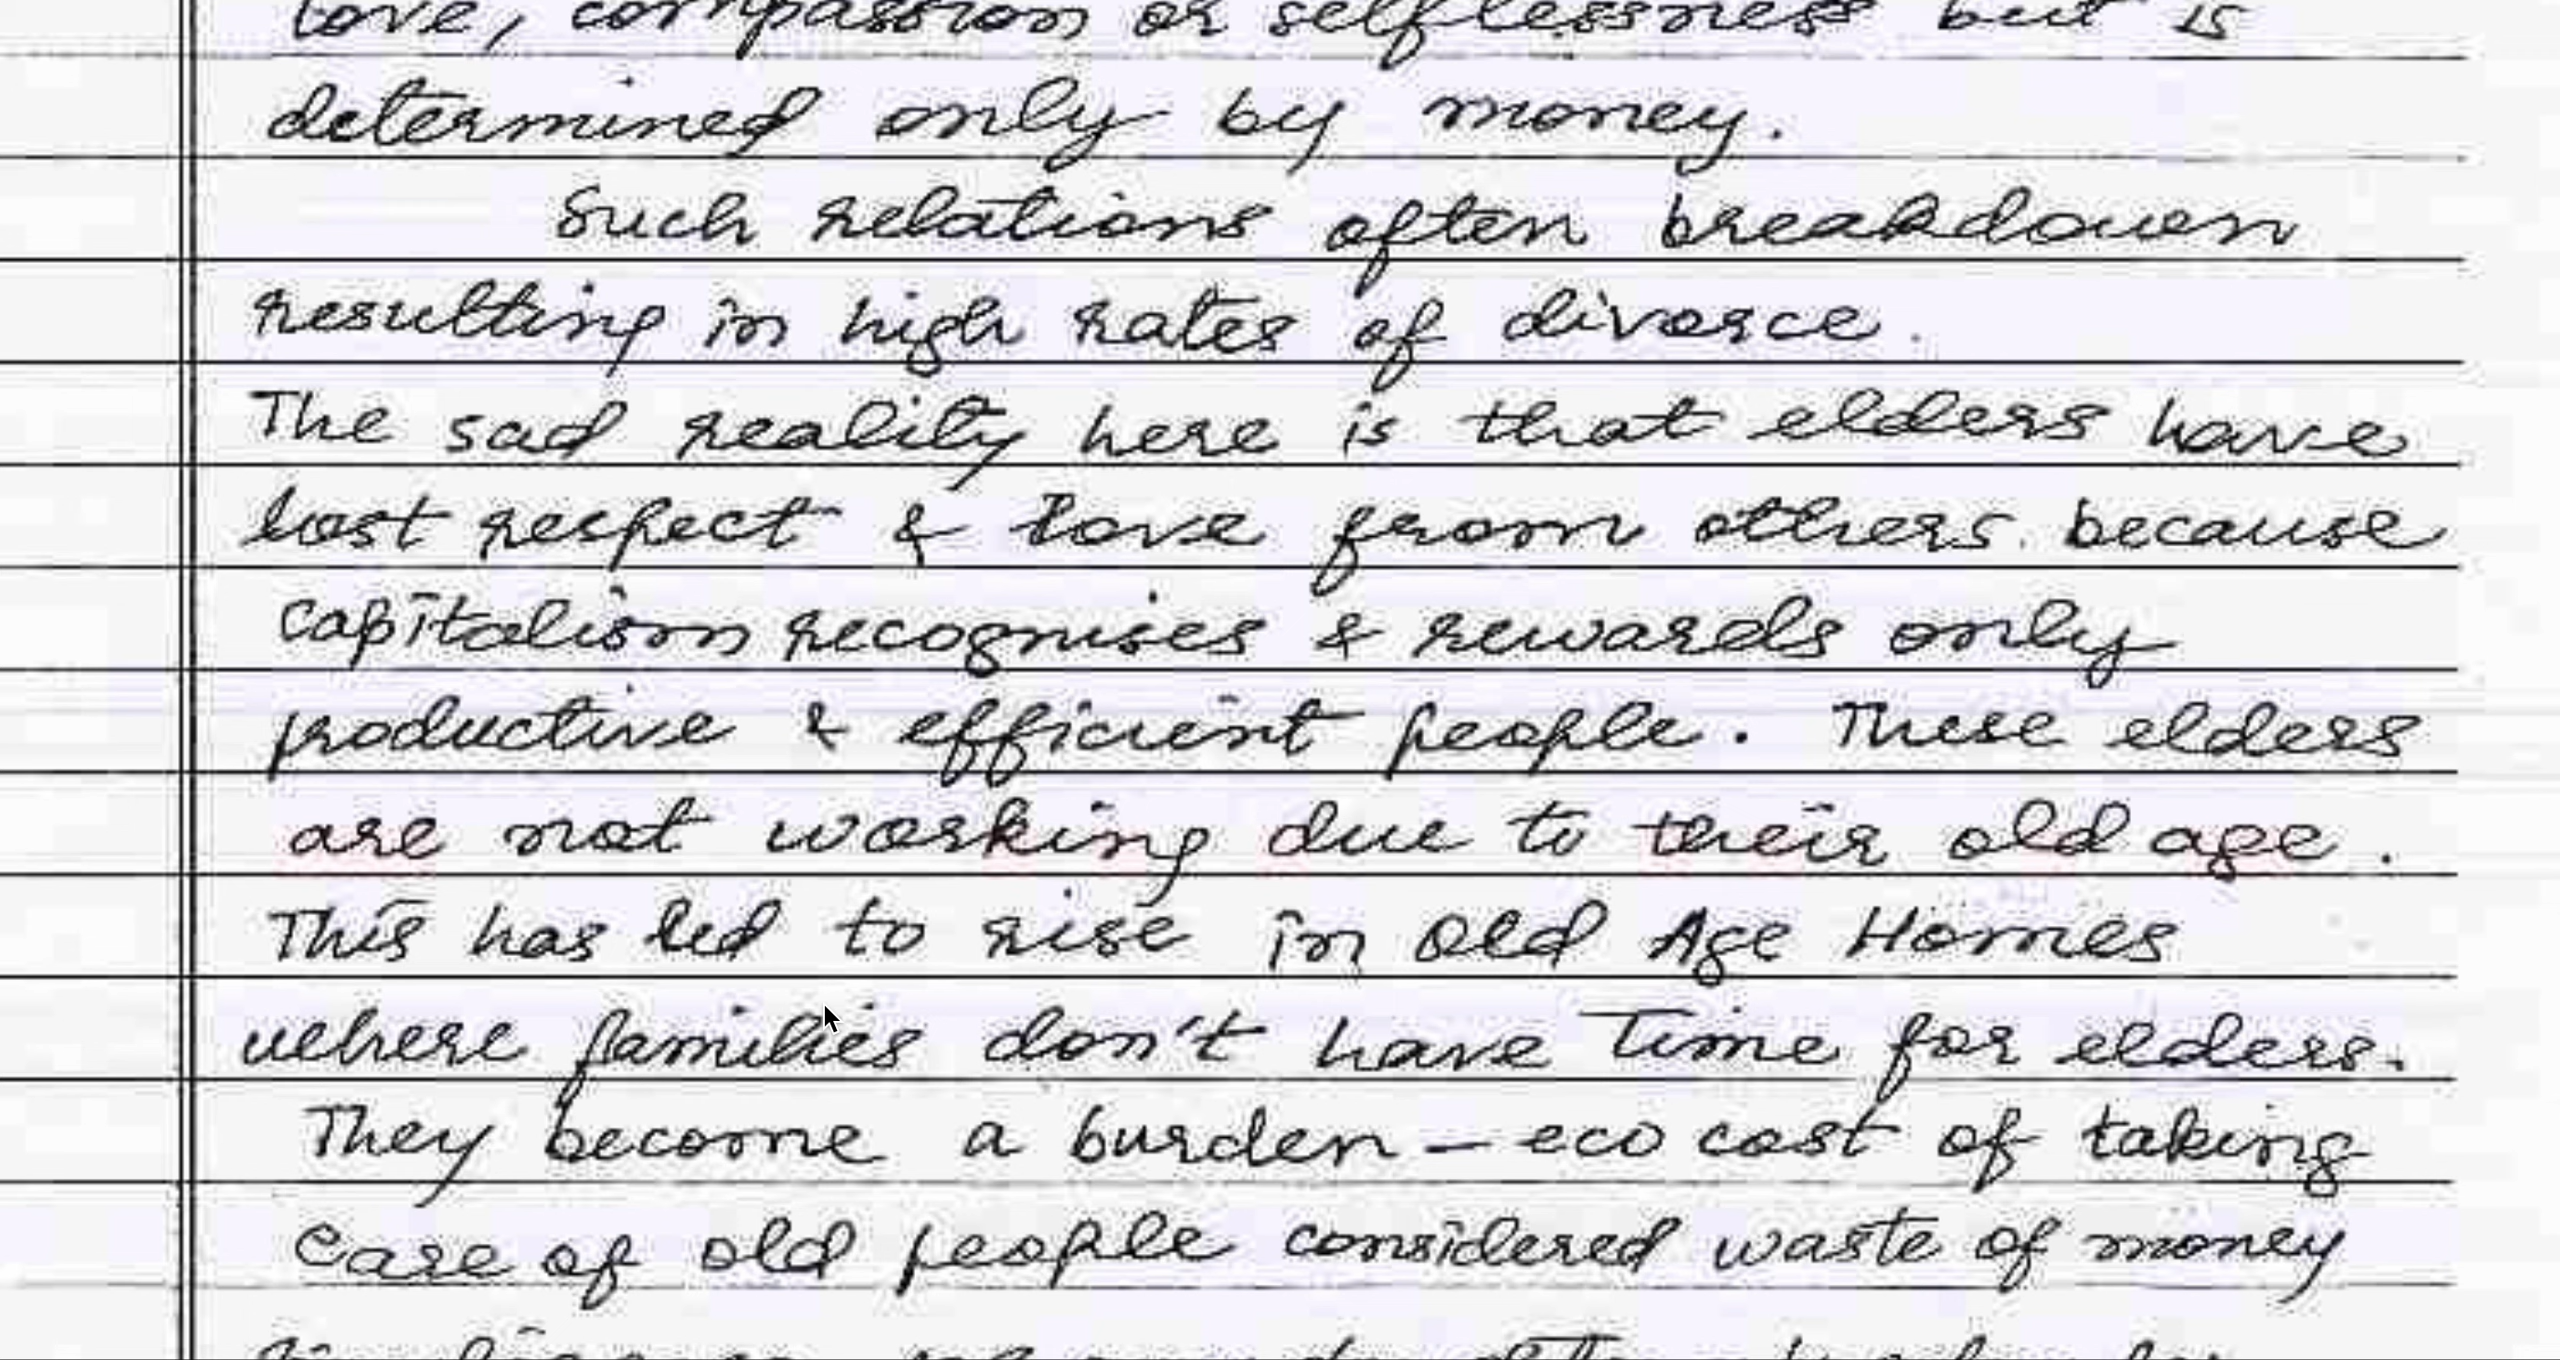 love, compassion or selflessness but is
determined only by money.
Such relations often breakdown
resulting in high rates of divorce.
The sad reality here is that elders have
lost respect & love from others because
capitalism recognises & rewards only
productive & efficient people. These elders
are not working due to their old age.
This has led to rise in Old Age Homes
where families don't have time for elders.
They become a burden - eco cost of taking
care of old people considered waste of money